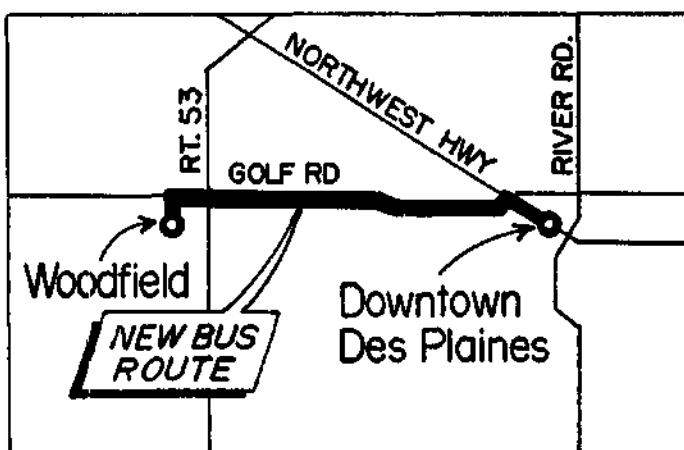 NORTHWEST HWY
RIVER RD.
RT. 53
GOLF RD
Woodfield
Downtown
Des Plaines
NEW BUS
ROUTE